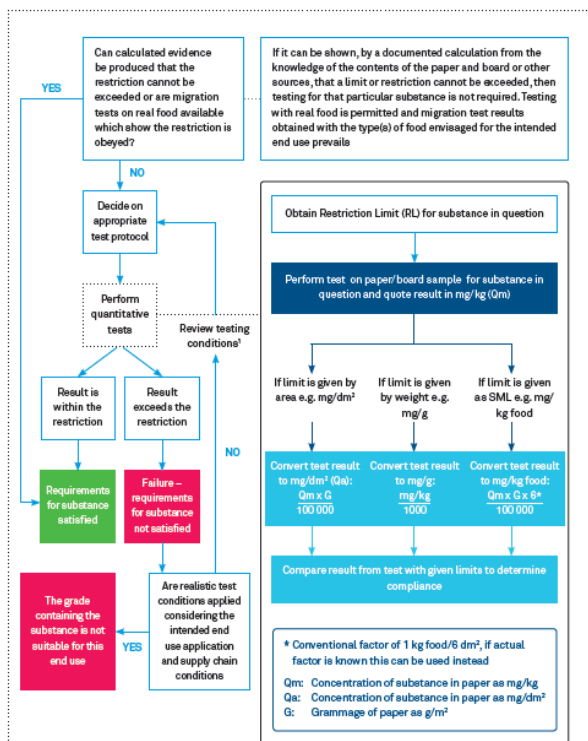 Can calculated evidence
be produced that the
restriction cannot be
exceeded or are migration
tests on real food available
which show the restriction is
obeyed?
If it can be shown, by a documented calculation from the
knowledge of the contents of the paper and board or other
sources, that a limit or restriction cannot be exceeded, then
testing for that particular substance is not required. Testing
with real food is permitted and migration test results
obtained with the type(s) of food envisaged for the intended
end use prevails
YES
NO
Decide on
appropriate
test protocol
Perform
quantitative
tests
Review testing
conditions¹
Result is
within the
restriction
Result
exceeds the
restriction
NO
Requirements
for substance
satisfied
Failure –
requirements
for substance
not satisfied
The grade
containing the
substance is not
suitable for this
end use
YES
Are realistic test
conditions applied
considering the
intended end
use application
and supply chain
conditions
Obtain Restriction Limit (RL) for substance in question
Perform test on paper/board sample for substance in
question and quote result in mg/kg (Qm)
If limit is given by
area e.g. mg/dm²
If limit is given
by weight e.g.
mg/g
If limit is given
as SML e.g. mg/
kg food
Convert test result
to mg/dm² (Qa):
Qm x G
100 000
Convert test result
to mg/g:
mg/kg
1000
Convert test result
to mg/kg food:
Qm x G x 6*
100 000
Compare result from test with given limits to determine
compliance
* Conventional factor of 1 kg food/6 dm², if actual
factor is known this can be used instead
Qm: Concentration of substance in paper as mg/kg
Qa: Concentration of substance in paper as mg/dm²
G: Grammage of paper as g/m²